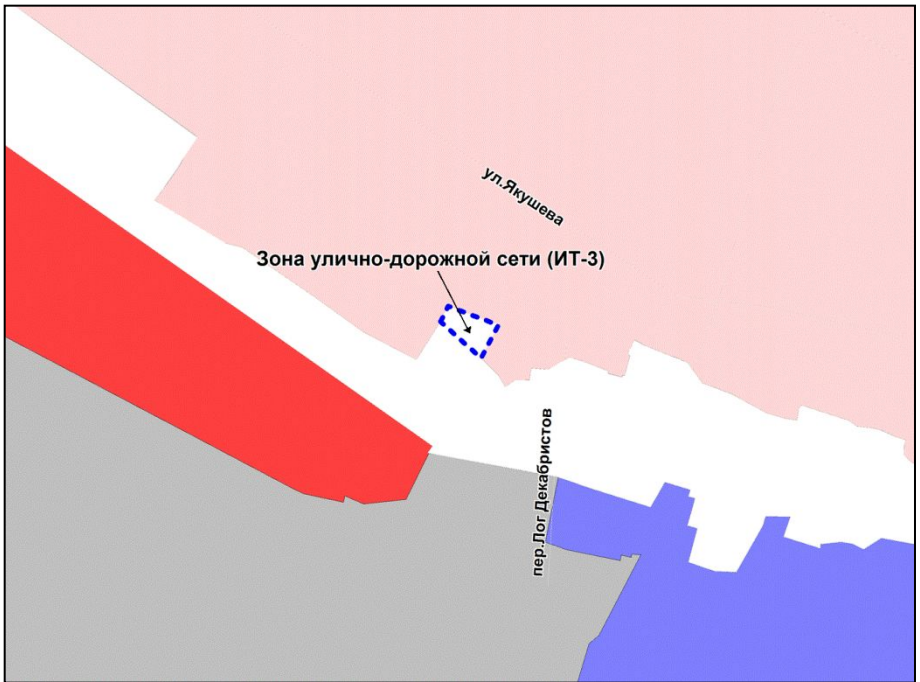 ул.Якушева
Зона улично-дорожной сети (ИТ-3)
пер.Лог Декабристов